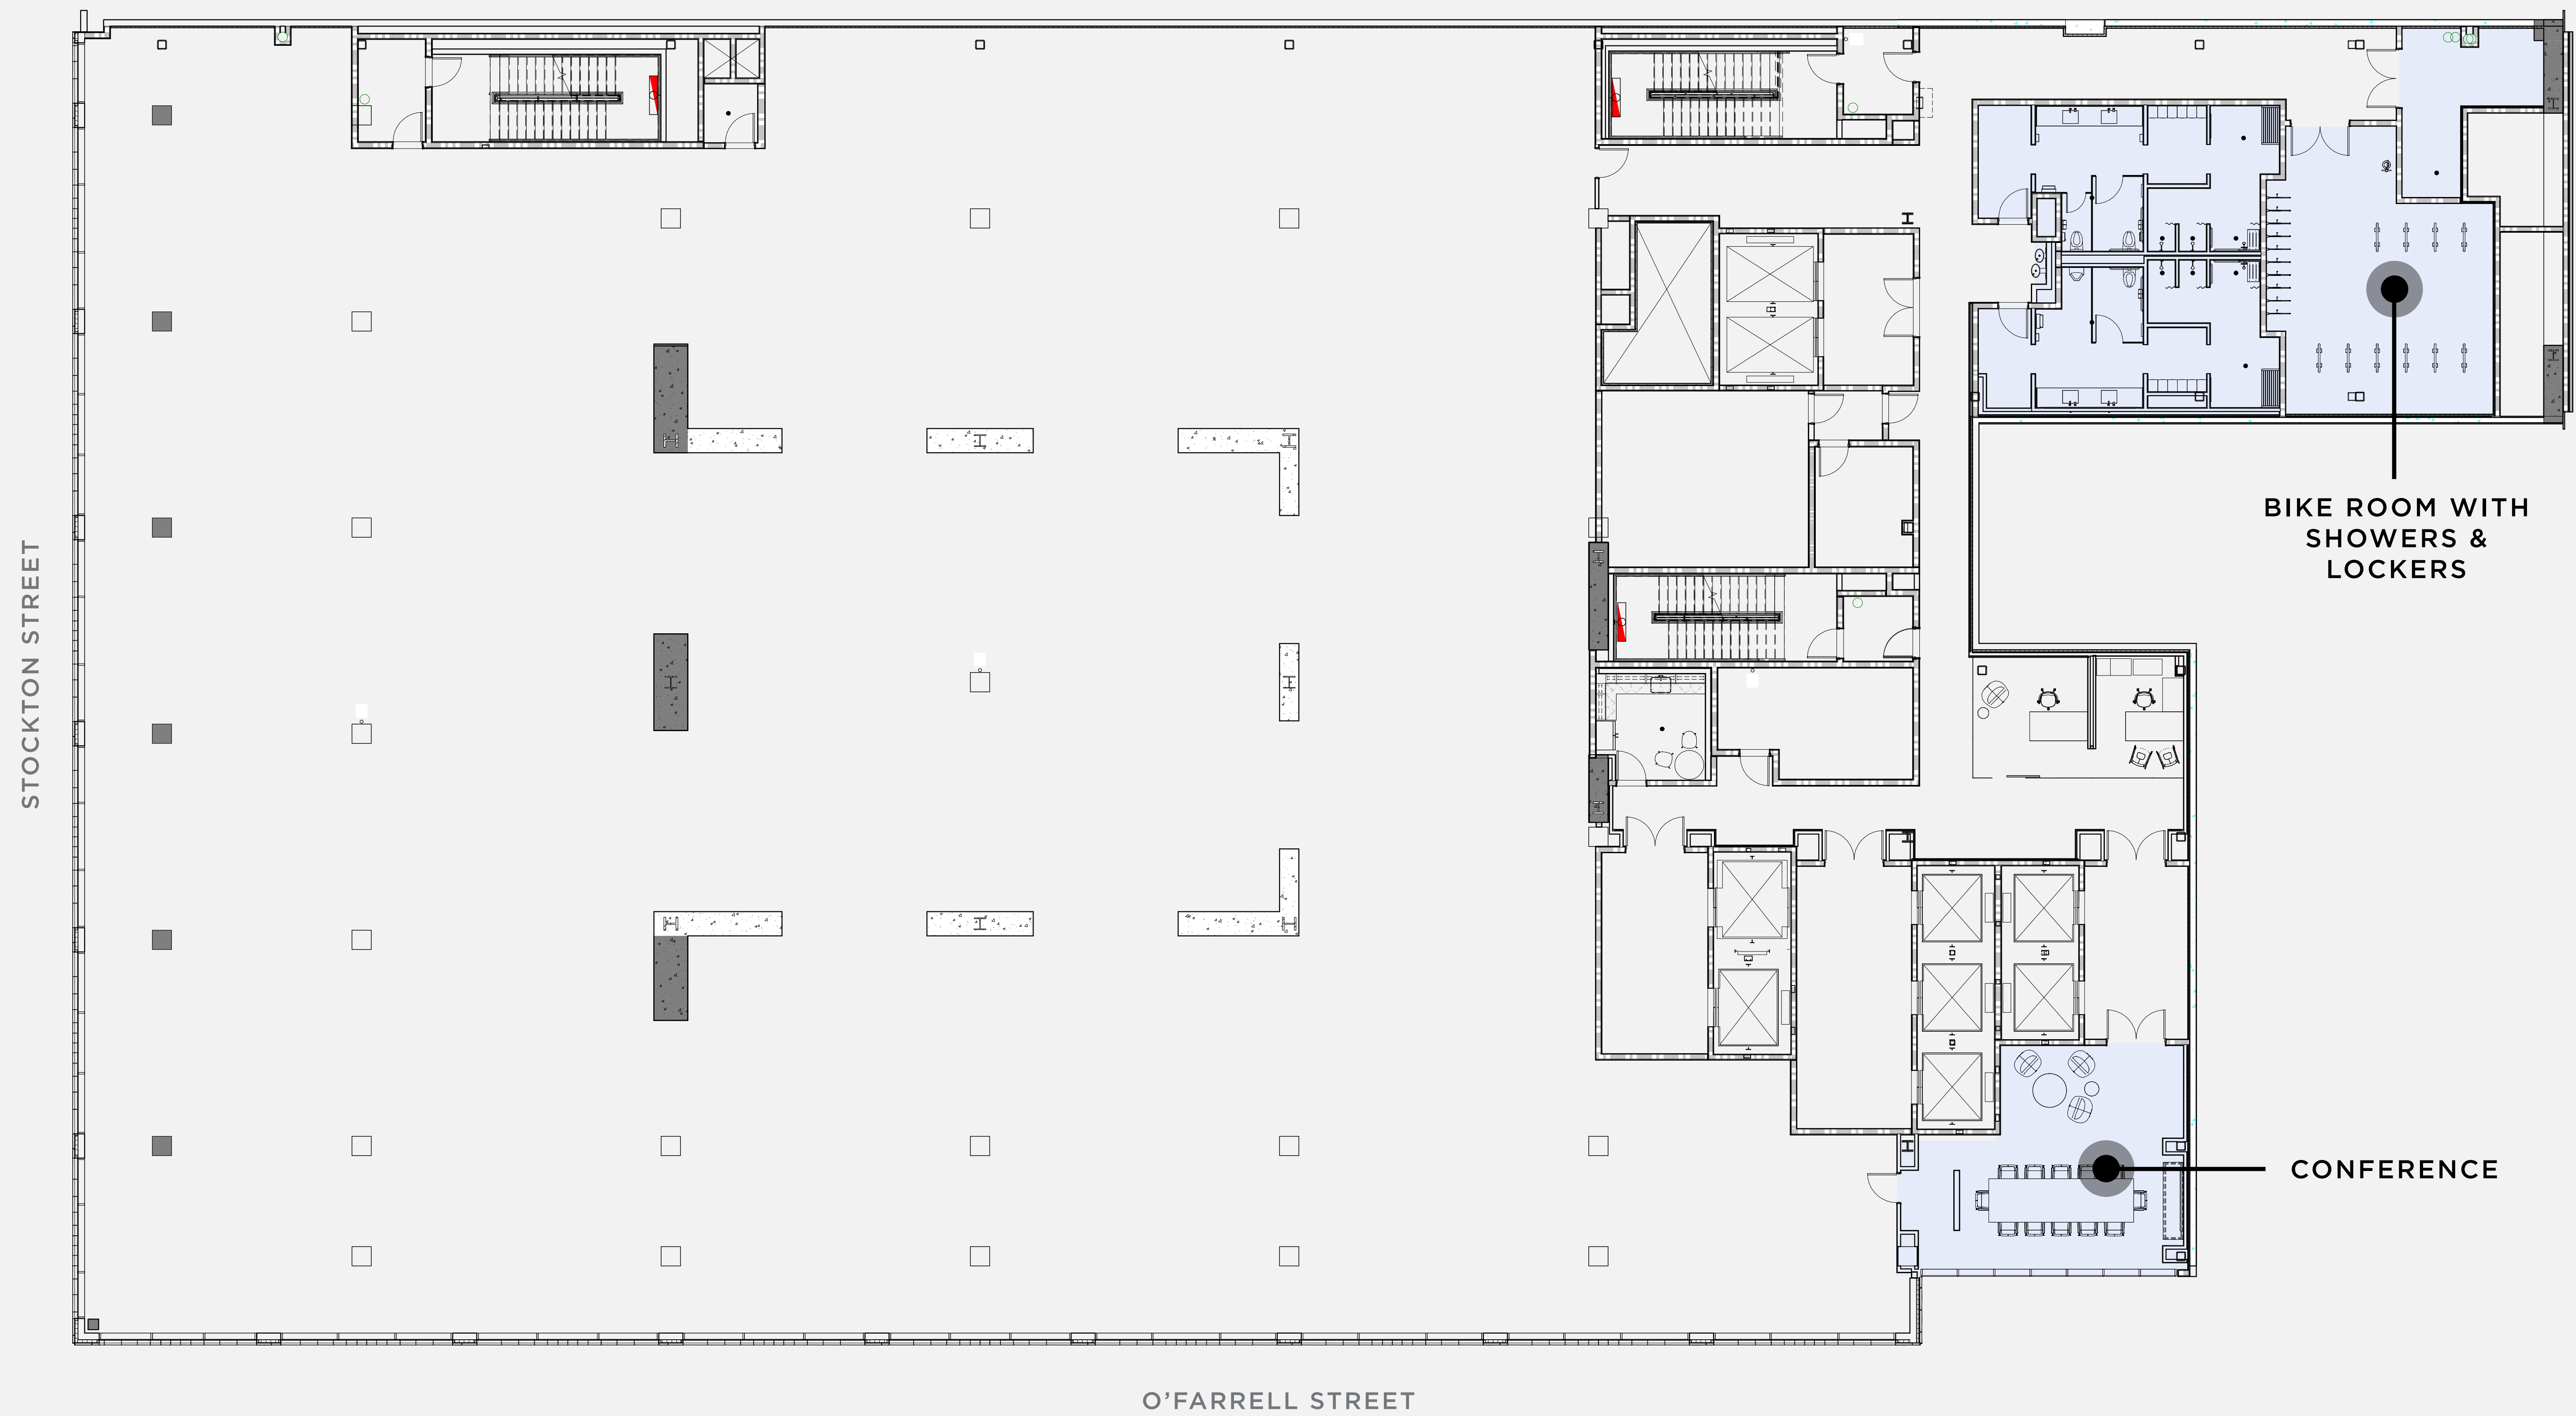 BIKE ROOM WITH
SHOWERS &
LOCKERS
STOCKTON STREET
CONFERENCE
O’FARRELL STREET